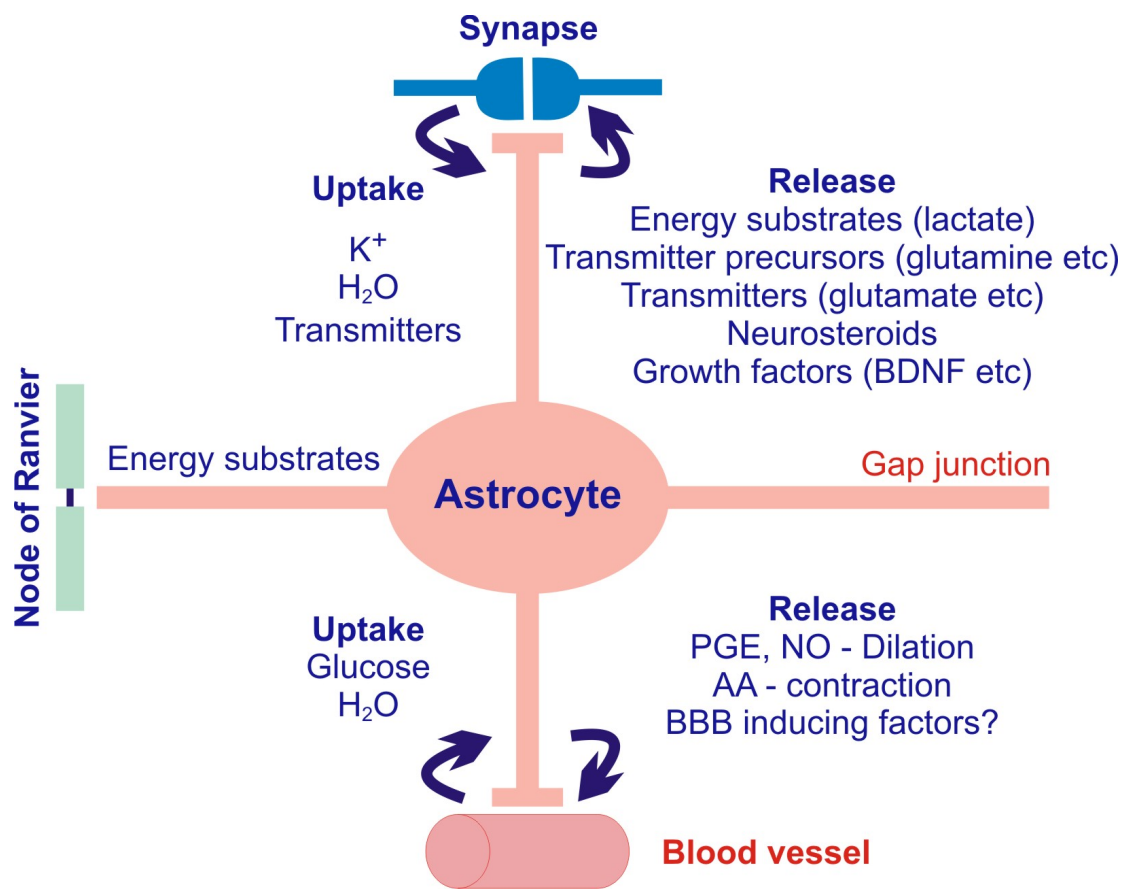 Synapse
Uptake
K⁺
H₂O
Transmitters
Release
Energy substrates (lactate)
Transmitter precursors (glutamine etc)
Transmitters (glutamate etc)
Neurosteroids
Growth factors (BDNF etc)
Node of Ranvier
Energy substrates
Astrocyte
Gap junction
Uptake
Glucose
H₂O
Release
PGE, NO - Dilation
AA - contraction
BBB inducing factors?
Blood vessel